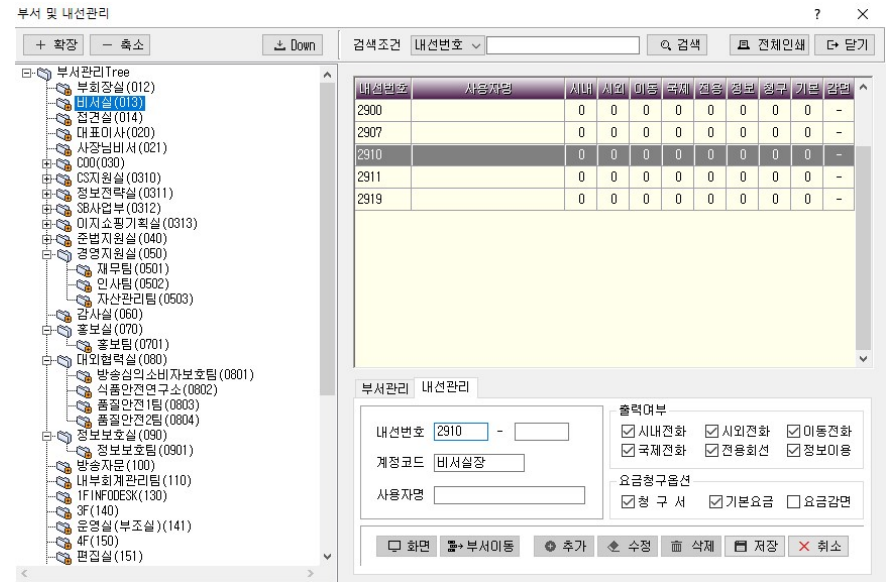 부서 및 내선관리
? ×
+ 확장 − 축소 Down
검색조건 내선번호 검색 전체인쇄 닫기
부서관리Tree
부회장실(012)
비서실(013)
접견실(014)
대표이사(020)
사장님비서(021)
COO(030)
CS지원실(0310)
정보전략실(0311)
SB사업부(0312)
이지쇼핑기획실(0313)
준법지원실(040)
경영지원실(050)
재무팀(0501)
인사팀(0502)
자산관리팀(0503)
감사실(060)
홍보실(070)
홍보팀(0701)
대외협력실(080)
방송심의소비자보호팀(0801)
식품안전연구소(0802)
품질안전1팀(0803)
품질안전2팀(0804)
정보보호실(090)
정보보호팀(0901)
방송자문(100)
내부회계관리팀(110)
1FINFODESK(130)
3F(140)
운영실(부조실)(141)
4F(150)
편집실(151)
내선번호 사용자명 시내 시외 이동 국제 전용 정보 청구 기본 감면
2900 0 0 0 0 0 0 0 0 -
2907 0 0 0 0 0 0 0 0 -
2910 0 0 0 0 0 0 0 0 -
2911 0 0 0 0 0 0 0 0 -
2919 0 0 0 0 0 0 0 0 -
부서관리 내선관리
내선번호 2910 -
계정코드 비서실장
사용자명
출력여부
시내전화 시외전화 이동전화
국제전화 전용회선 정보이용
요금청구옵션
청 구 서 기본요금 요금감면
화면 부서이동 추가 수정 삭제 저장 취소